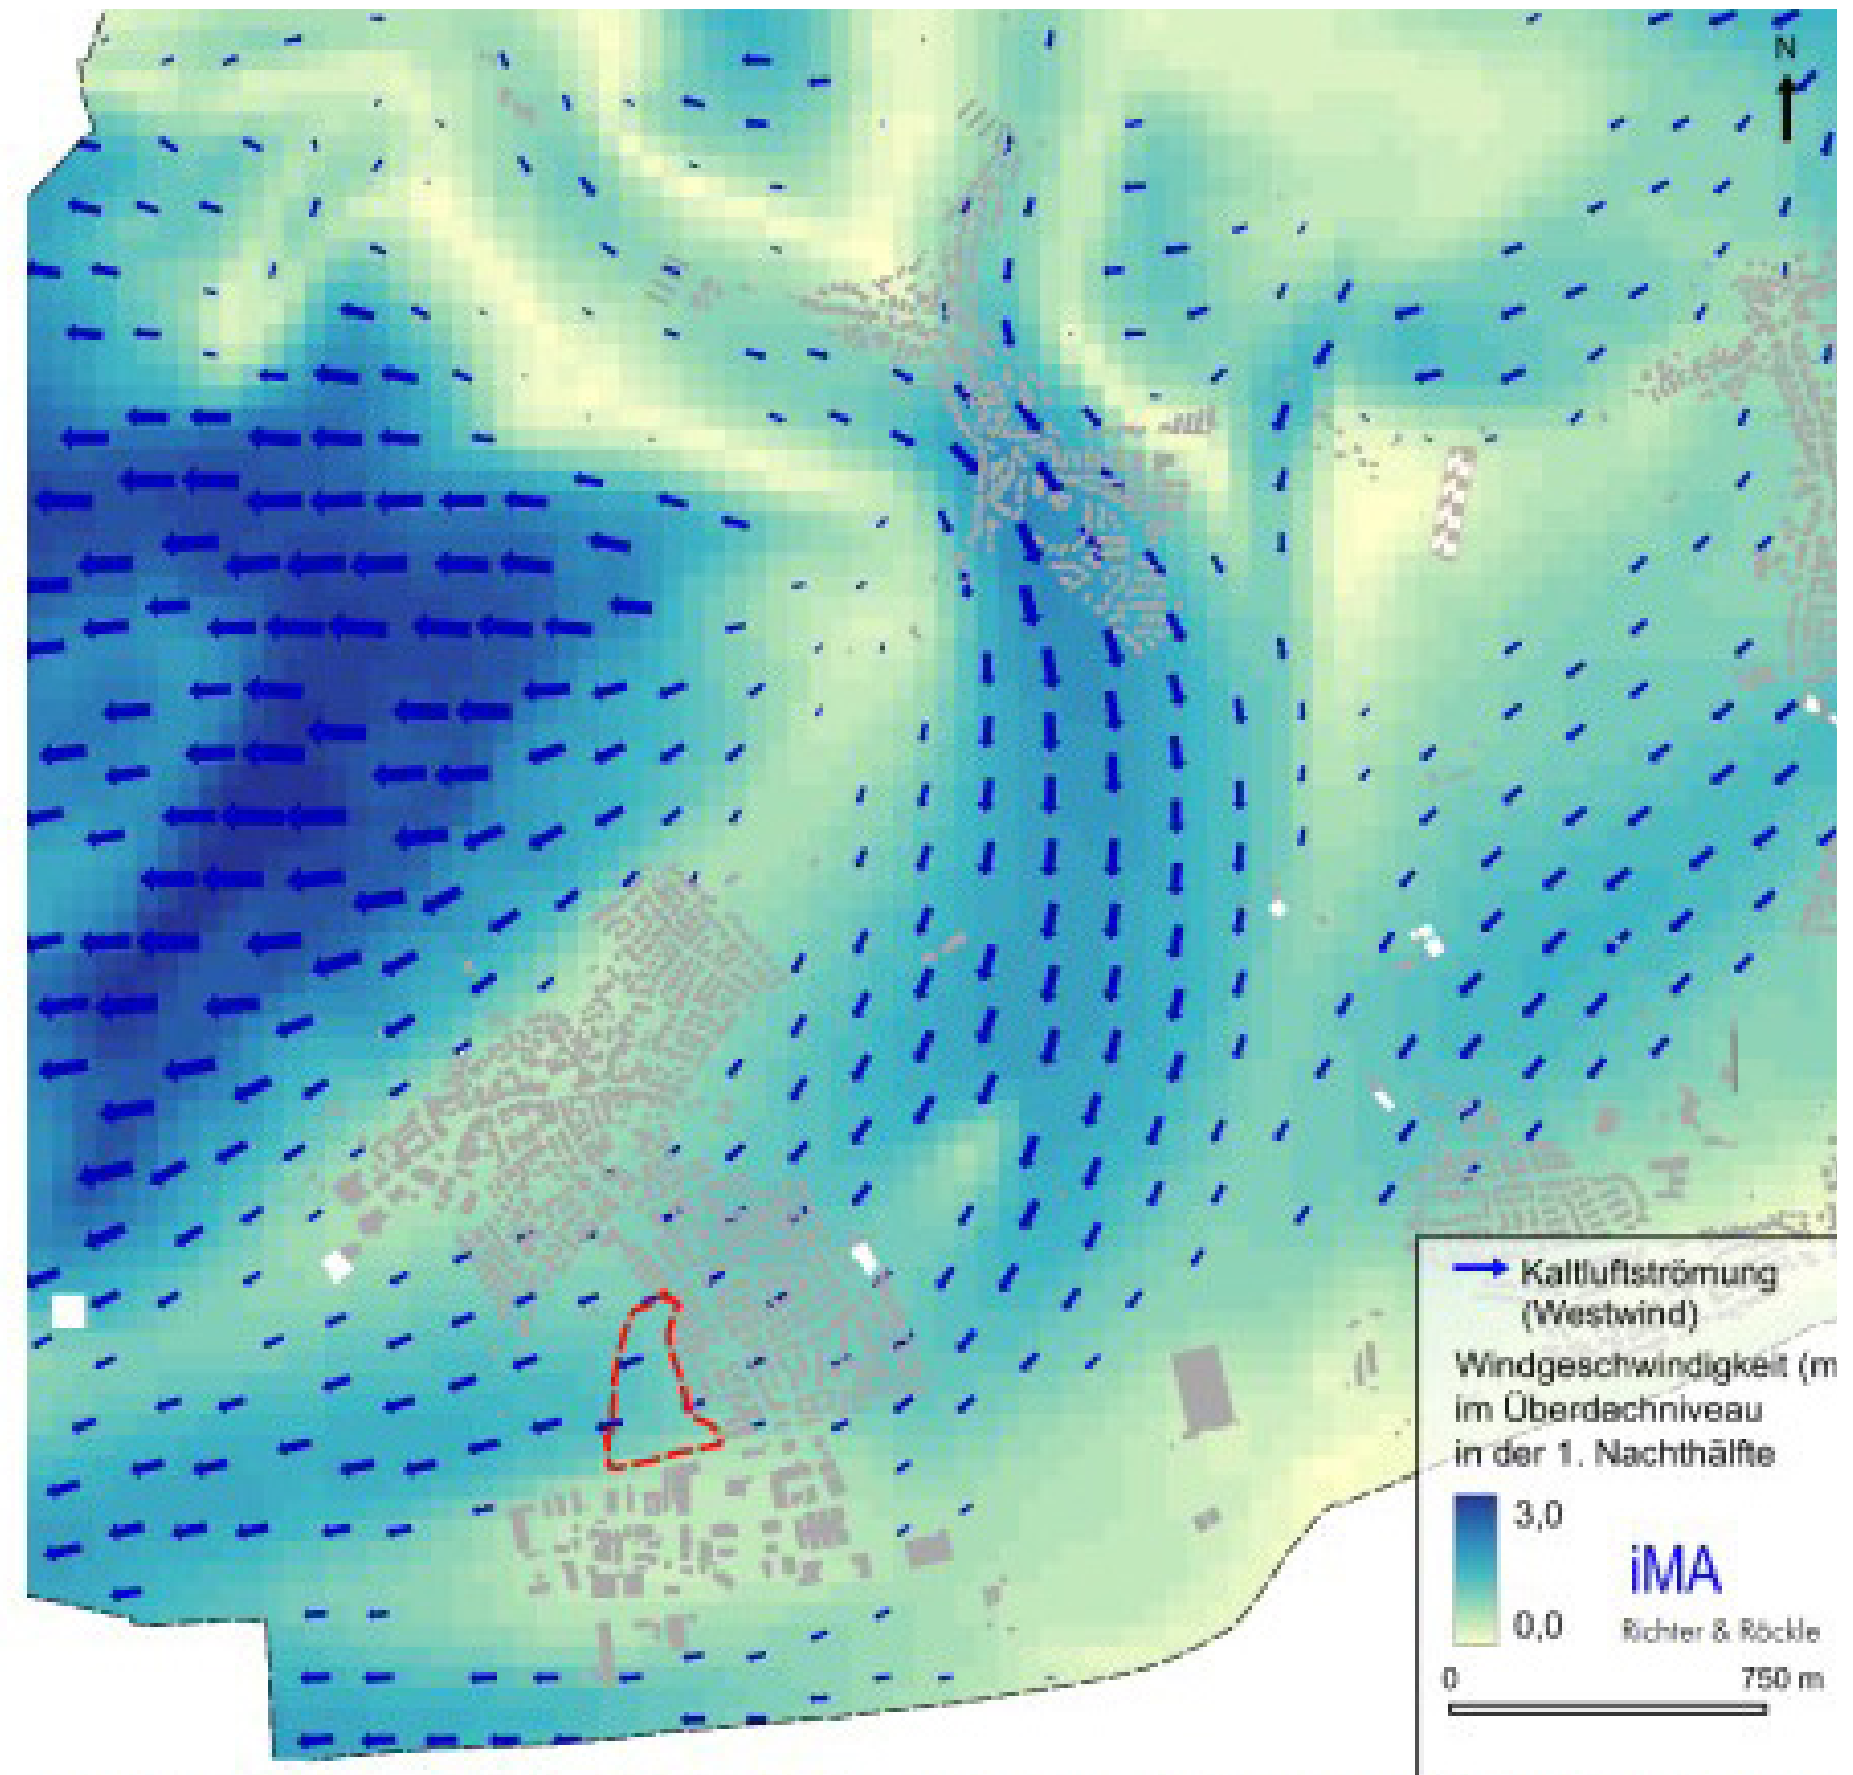 N
Kaltluftströmung
(Westwind)
Windgeschwindigkeit (m
im Überdachniveau
in der 1. Nachthälfte
3,0
iMA
0,0
Richter & Röckle
0
750 m